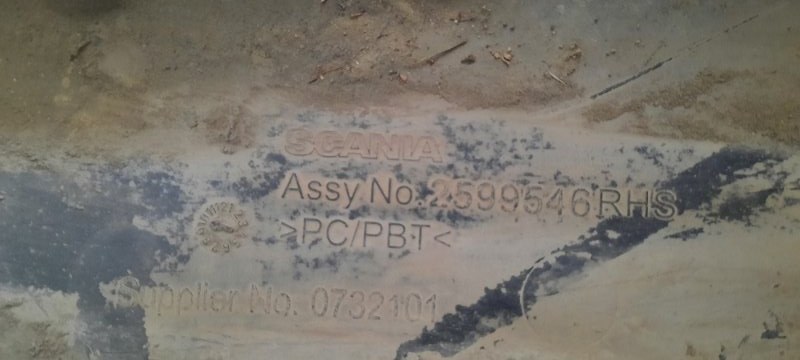 SCANIA
Assy No. 2599546RHS
>PC/PBT<
Supplier No. 0732101